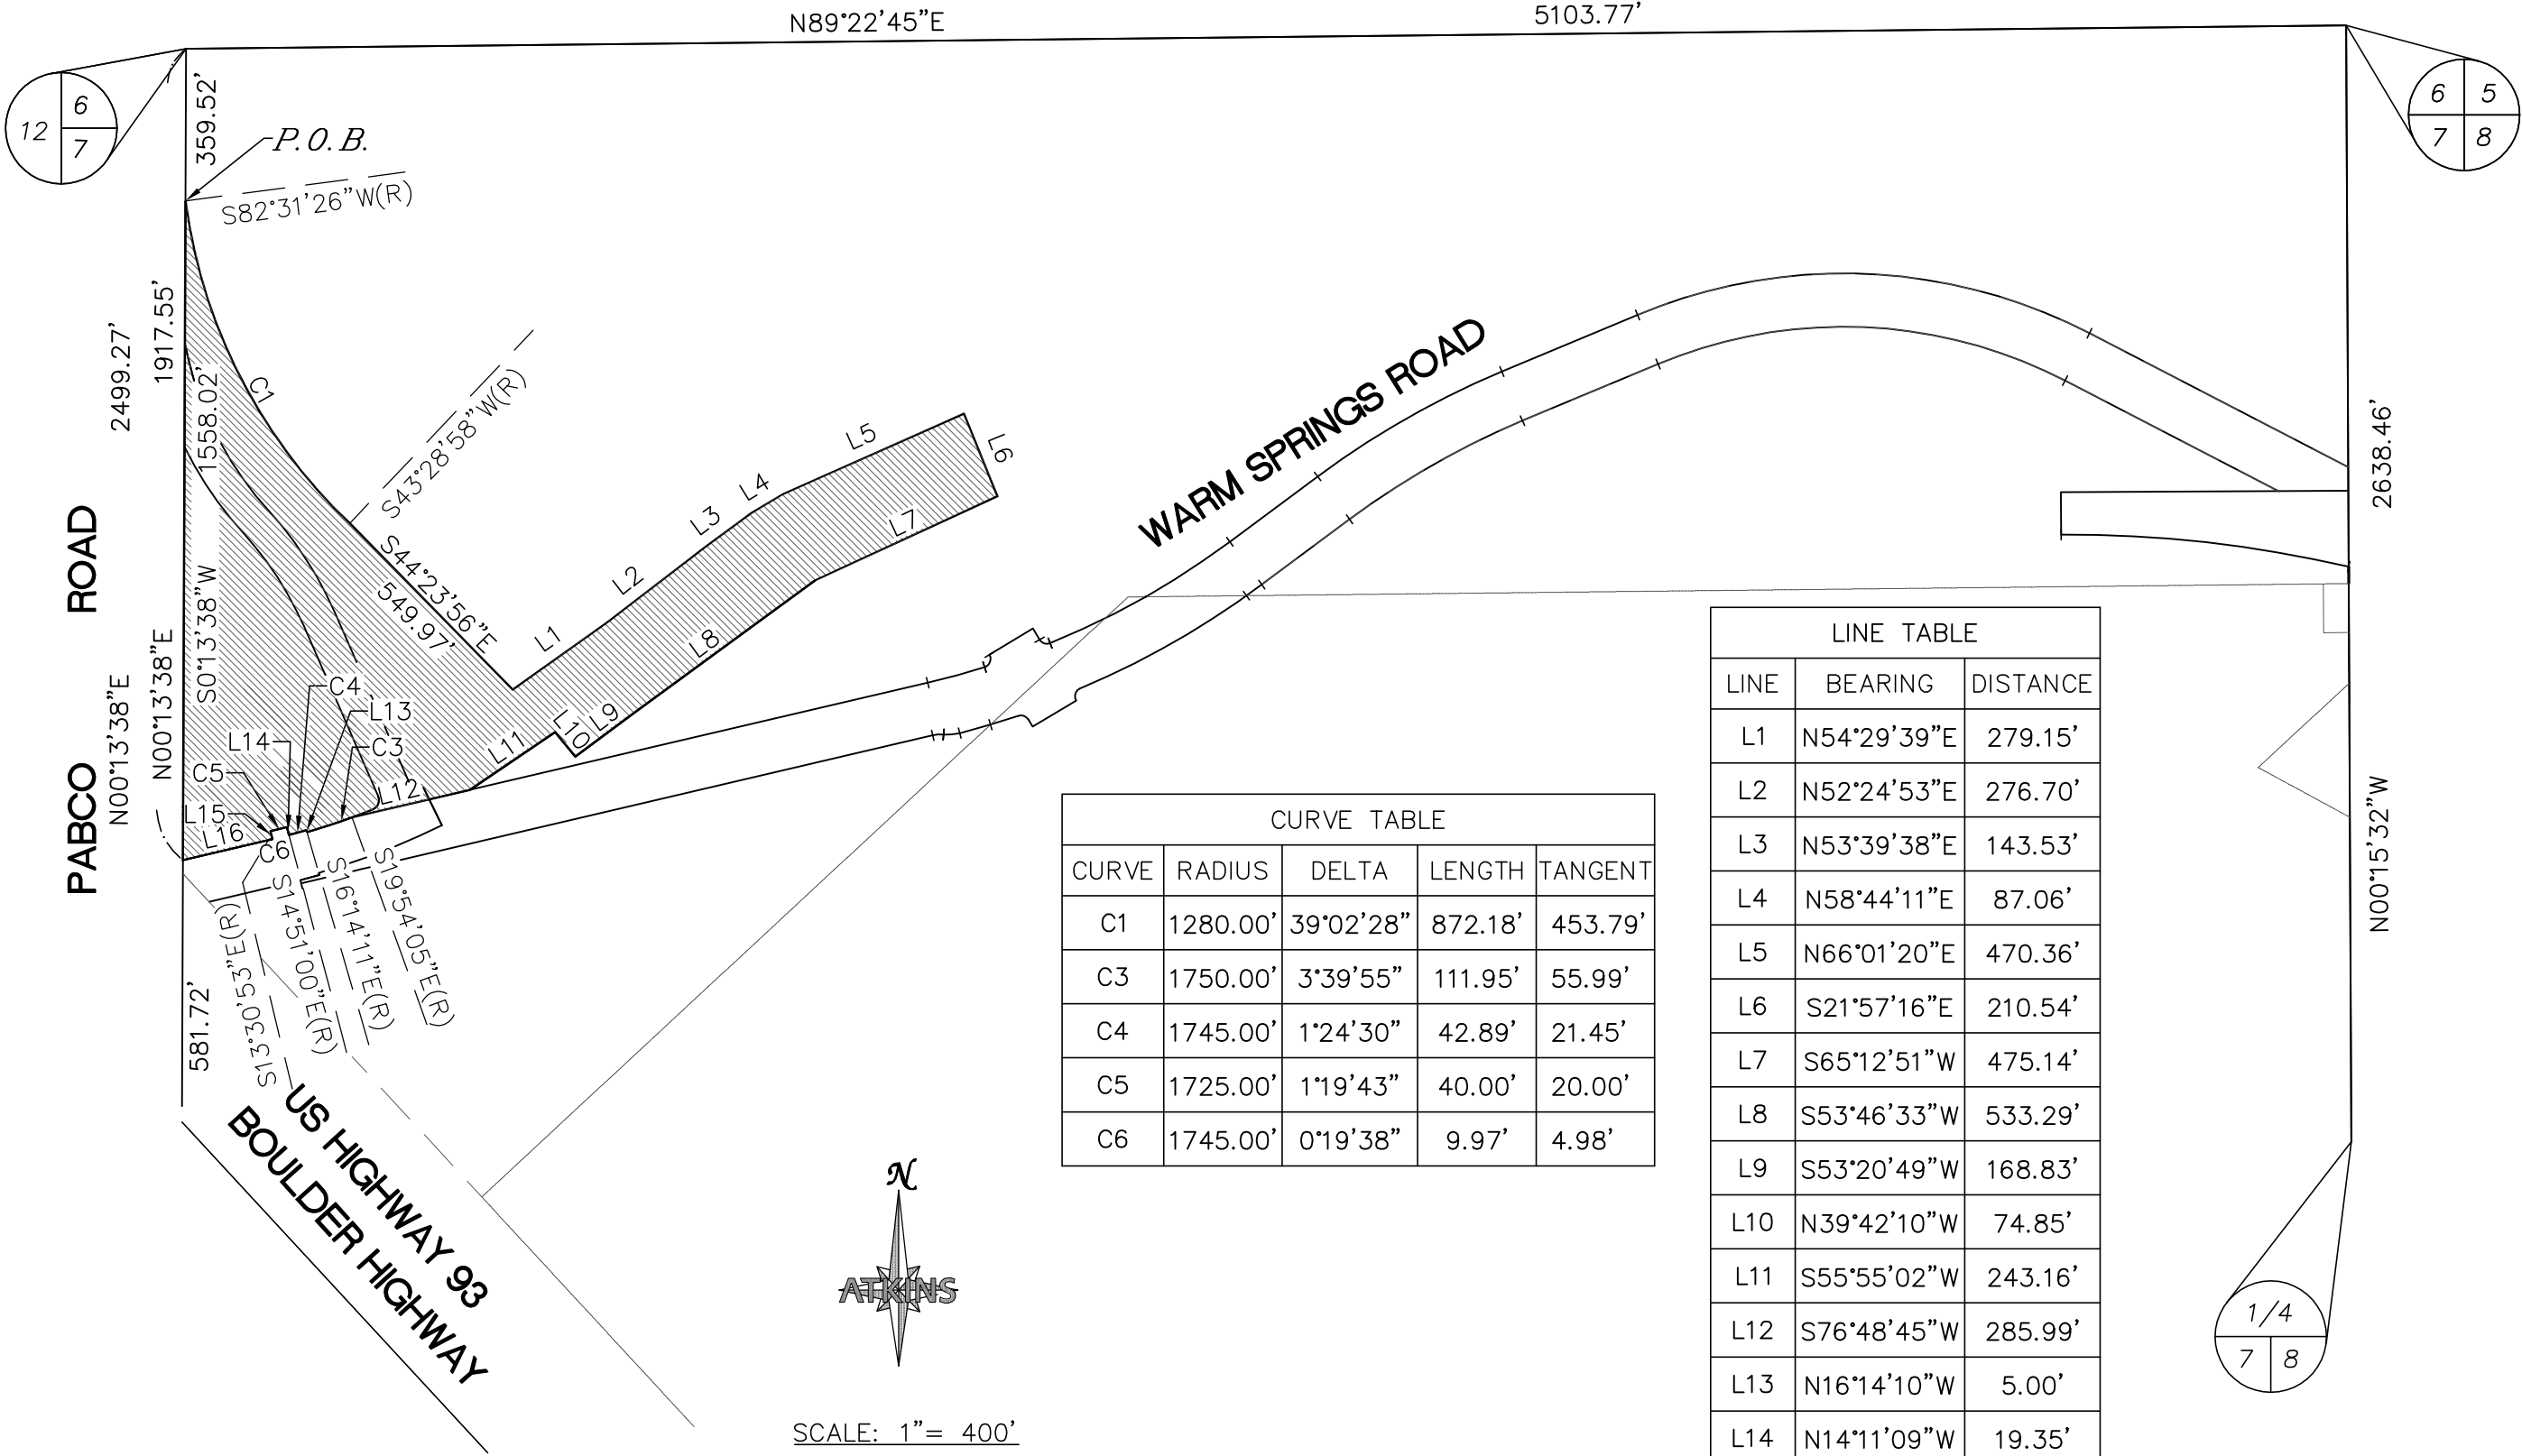 N89°22'45"E
5103.77'
12
6
7
6
5
7
8
359.52'
P.O.B.
S82°31'26"W(R)
2499.27'
1917.55'
1558.02'
C1
S43°28'58"W(R)
S44°23'56"E
549.97'
L1
L2
L3
L4
L5
L6
L7
L8
L9
L10
L11
L12
C4
L13
C3
L14
C5
L15
L16
C6
PABCO ROAD
N00°13'38"E
N00°13'38"E
S0°13'38"W
581.72'
S13°30'53"E(R)
S14°51'00"E(R)
S16°14'11"E(R)
S19°54'05"E(R)
US HIGHWAY 93
BOULDER HIGHWAY
WARM SPRINGS ROAD
2638.46'
N00°15'32"W
1/4
7
8
N
ATKINS
SCALE: 1"= 400'
CURVE TABLE
CURVE RADIUS DELTA LENGTH TANGENT
C1 1280.00' 39°02'28" 872.18' 453.79'
C3 1750.00' 3°39'55" 111.95' 55.99'
C4 1745.00' 1°24'30" 42.89' 21.45'
C5 1725.00' 1°19'43" 40.00' 20.00'
C6 1745.00' 0°19'38" 9.97' 4.98'
LINE TABLE
LINE BEARING DISTANCE
L1 N54°29'39"E 279.15'
L2 N52°24'53"E 276.70'
L3 N53°39'38"E 143.53'
L4 N58°44'11"E 87.06'
L5 N66°01'20"E 470.36'
L6 S21°57'16"E 210.54'
L7 S65°12'51"W 475.14'
L8 S53°46'33"W 533.29'
L9 S53°20'49"W 168.83'
L10 N39°42'10"W 74.85'
L11 S55°55'02"W 243.16'
L12 S76°48'45"W 285.99'
L13 N16°14'10"W 5.00'
L14 N14°11'09"W 19.35'